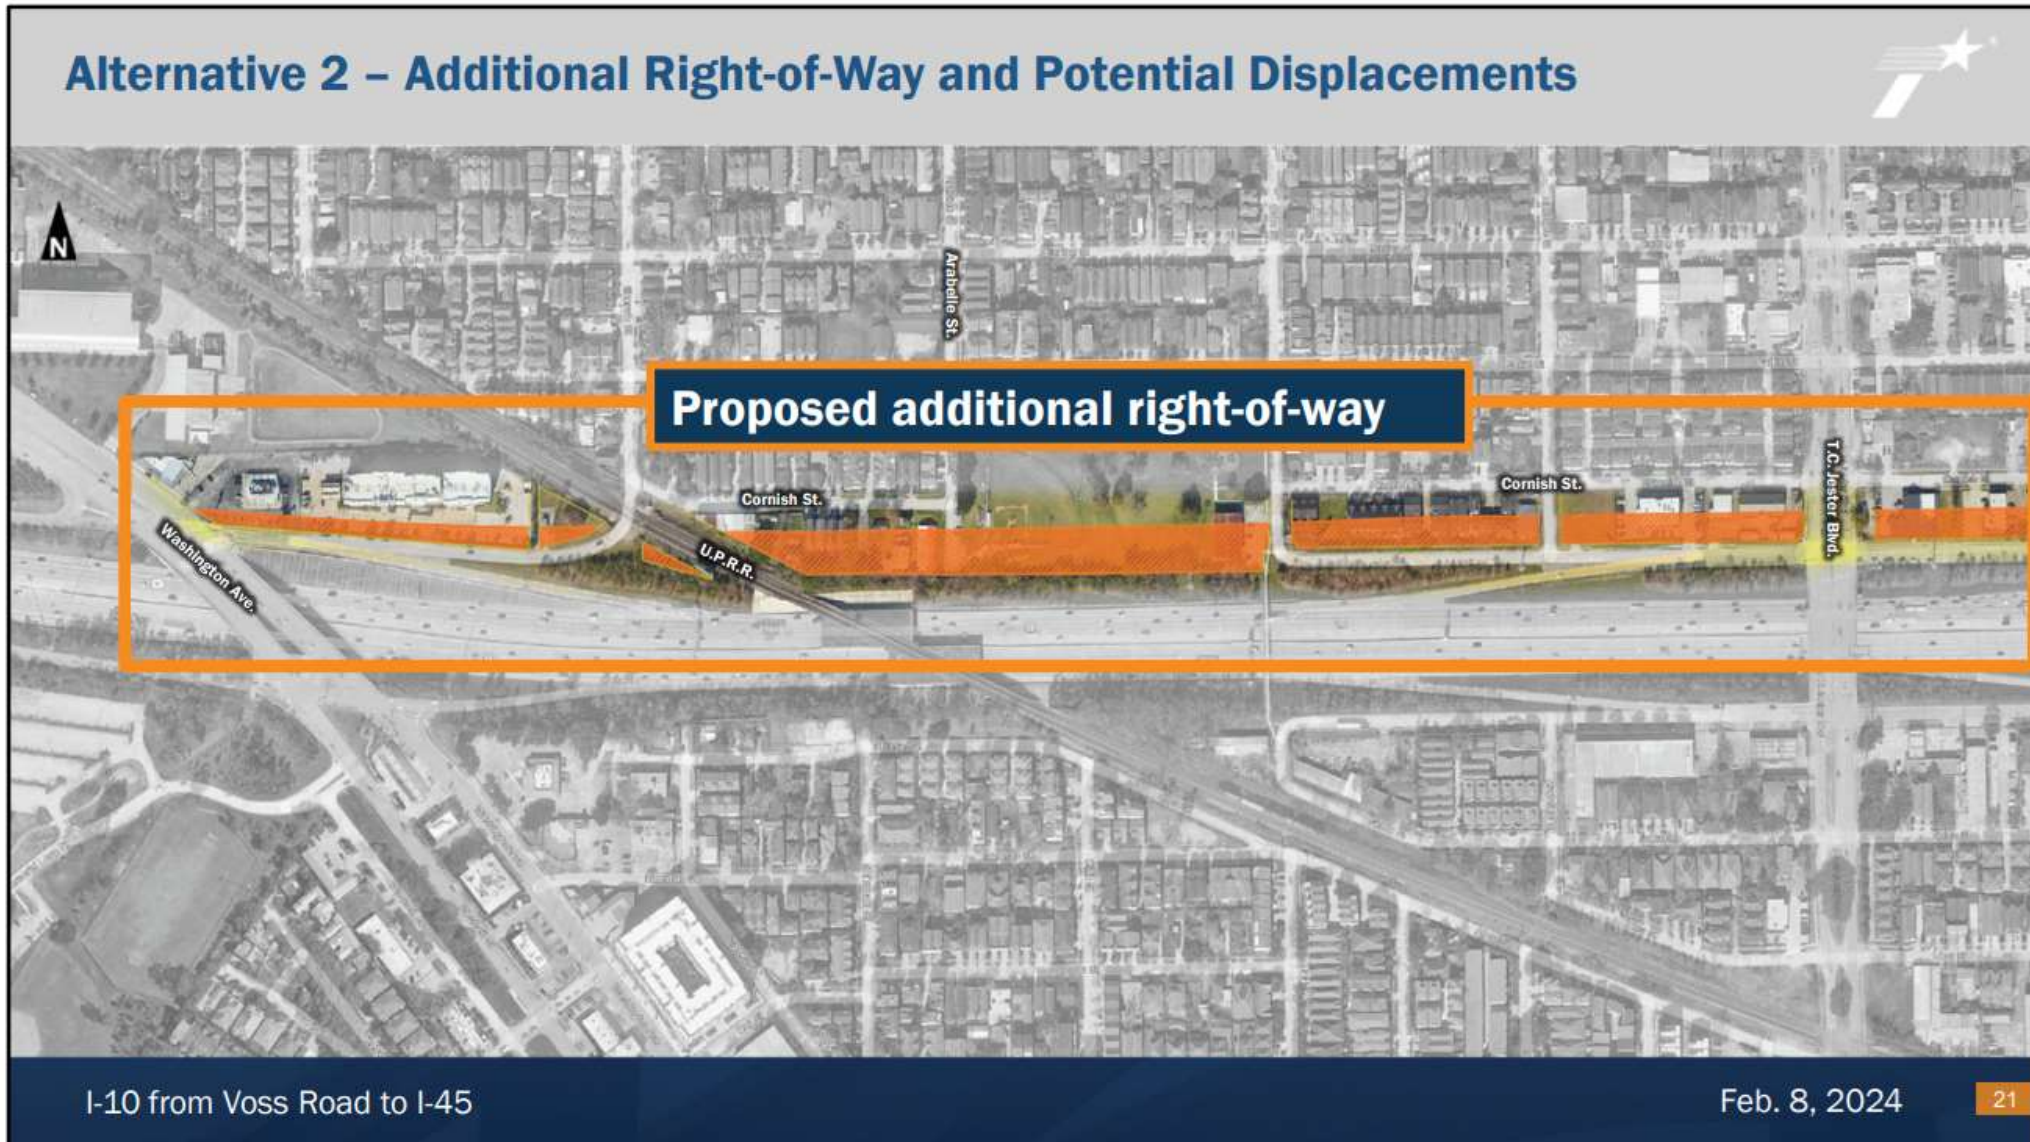 Alternative 2 – Additional Right-of-Way and Potential Displacements
N
Arabelle St.
Proposed additional right-of-way
Cornish St.
Cornish St.
T.C. Jester Blvd.
Washington Ave.
U.P.R.R.
I-10 from Voss Road to I-45
Feb. 8, 2024
21